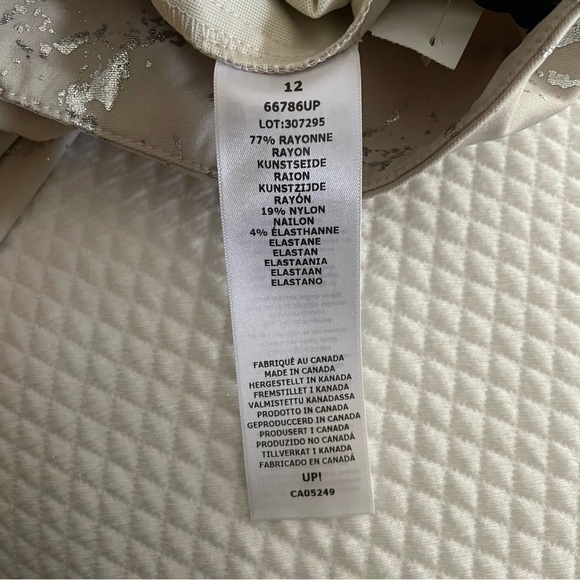 12
66786UP
LOT:307295
77% RAYONNE
RAYON
KUNSTSEIDE
RAION
KUNSTZIJDE
RAYÓN
19% NYLON
NAILON
4% ÉLASTHANNE
ELASTANE
ELASTAN
ELASTAANIA
ELASTAAN
ELASTANO
FABRIQUÉ AU CANADA
MADE IN CANADA
HERGESTELLT IN KANADA
FREMSTILLET I KANADA
VALMISTETTU KANADASSA
PRODOTTO IN CANADA
GEPRODUCCERD IN CANADA
PRODUSERT I CANADA
PRODUZIDO NO CANADÁ
TILLVERKAT I KANADA
FABRICADO EN CANADÁ
UP!
CA05249